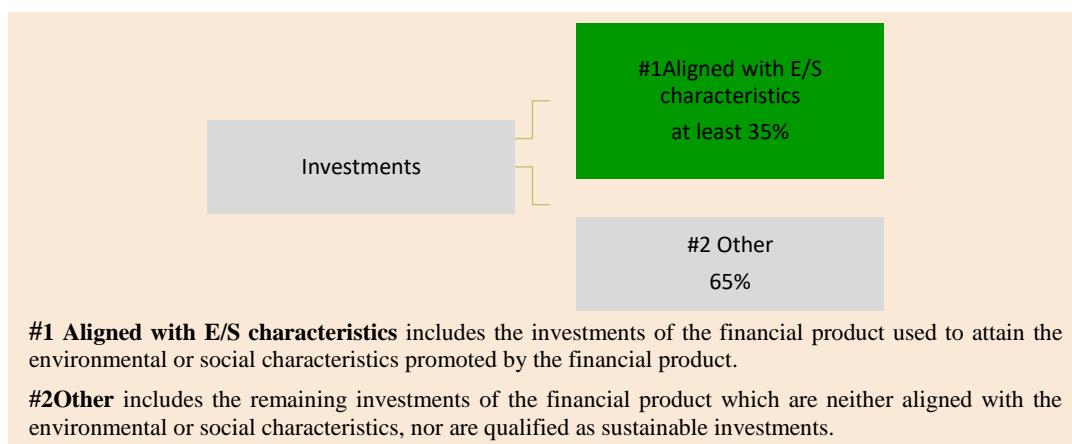 #1Aligned with E/S
characteristics
at least 35%
Investments
#2 Other
65%
#1 Aligned with E/S characteristics includes the investments of the financial product used to attain the
environmental or social characteristics promoted by the financial product.
#2Other includes the remaining investments of the financial product which are neither aligned with the
environmental or social characteristics, nor are qualified as sustainable investments.